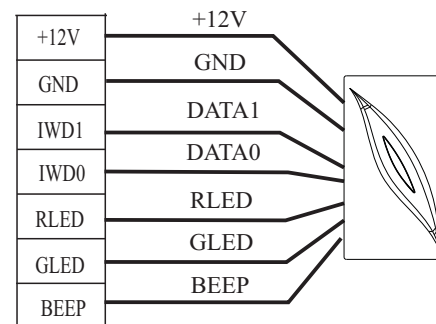 +12V +12V
GND GND
IWD1 DATA1
IWD0 DATA0
RLED RLED
GLED GLED
BEEP BEEP